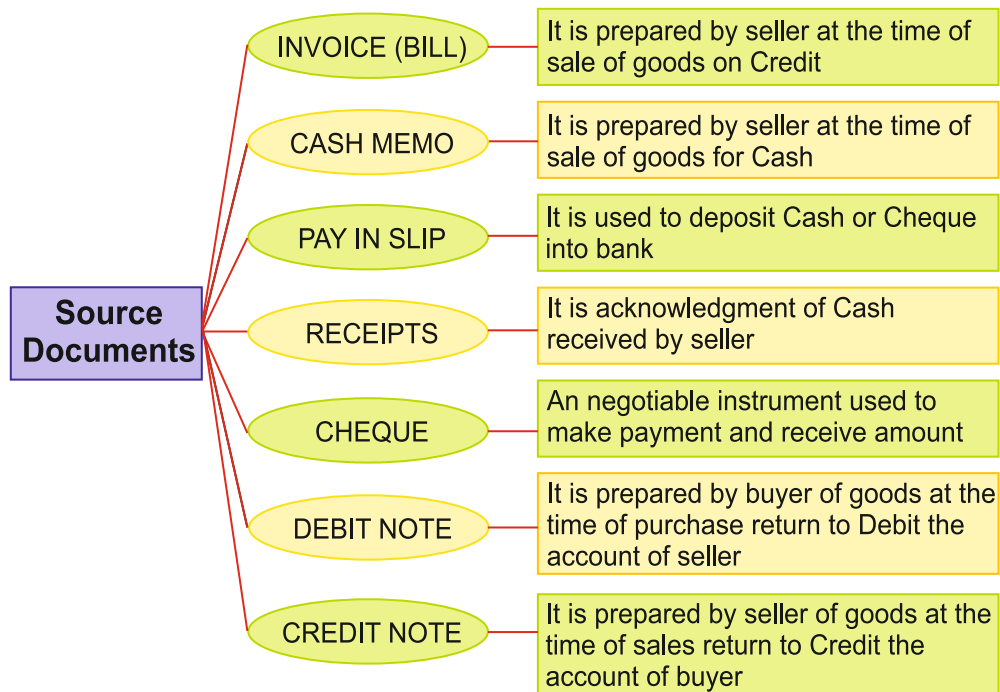 Source
Documents
INVOICE (BILL)
It is prepared by seller at the time of
sale of goods on Credit
CASH MEMO
It is prepared by seller at the time of
sale of goods for Cash
PAY IN SLIP
It is used to deposit Cash or Cheque
into bank
RECEIPTS
It is acknowledgment of Cash
received by seller
CHEQUE
An negotiable instrument used to
make payment and receive amount
DEBIT NOTE
It is prepared by buyer of goods at the
time of purchase return to Debit the
account of seller
CREDIT NOTE
It is prepared by seller of goods at the
time of sales return to Credit the
account of buyer